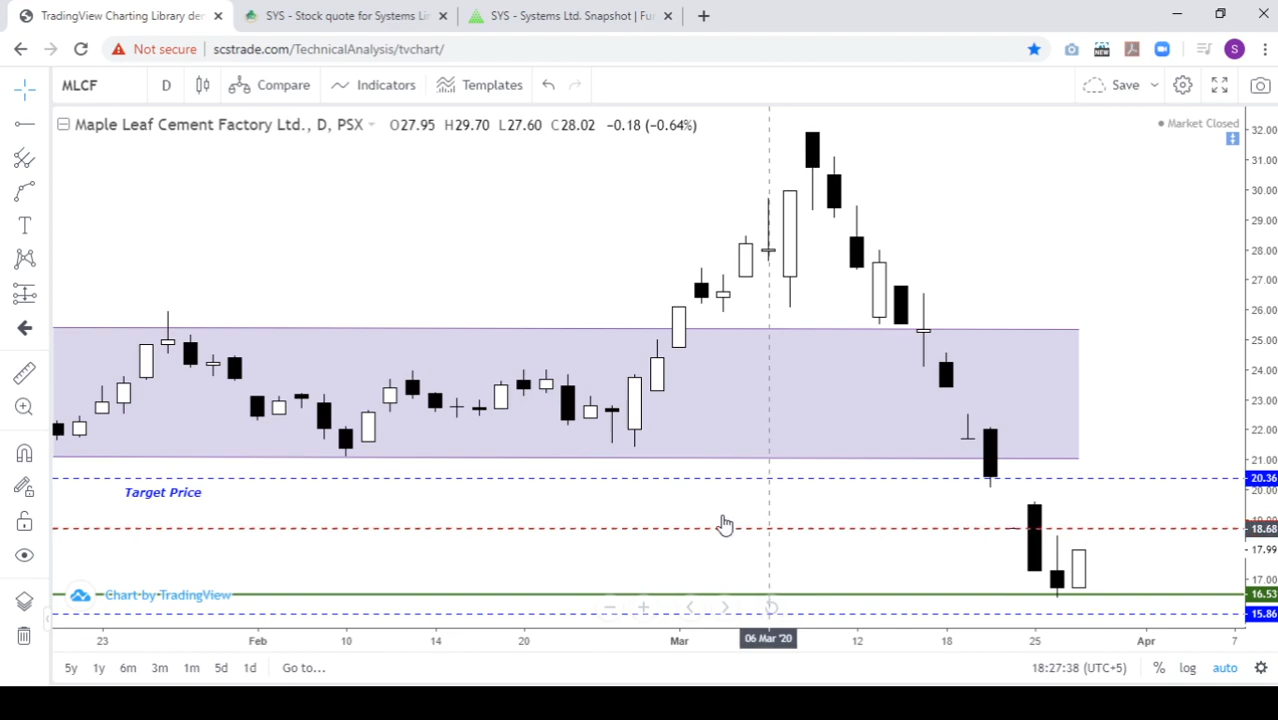 TradingView Charting Library der
SYS - Stock quote for Systems Lir
SYS - Systems Ltd. Snapshot | Fu
Not secure
scstrade.com/TechnicalAnalysis/tvchart/
NEW
S
MLCF
D
Compare
Indicators
Templates
Save
Maple Leaf Cement Factory Ltd., D, PSX
O27.95 H29.70 L27.60 C28.02 −0.18 (−0.64%)
Market Closed
32.00
31.00
30.00
29.00
28.00
27.00
26.00
25.00
24.00
23.00
22.00
21.00
20.36
20.00
Target Price
18.68
17.99
17.00
16.53
15.86
Chart by TradingView
23
Feb
10
14
20
Mar
06 Mar '20
12
18
25
Apr
7
5y
1y
6m
3m
1m
5d
1d
Go to...
18:27:38 (UTC+5)
%
log
auto